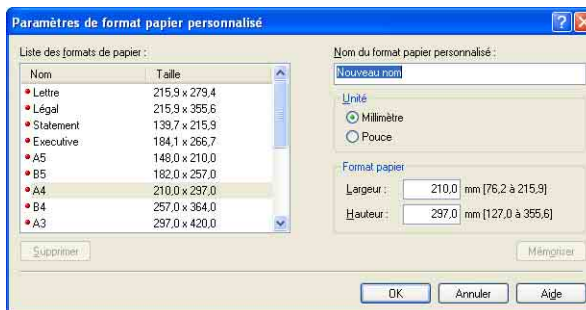 Paramètres de format papier personnalisé
Liste des formats de papier :
Nom Taille
Lettre 215,9 x 279,4
Légal 215,9 x 355,6
Statement 139,7 x 215,9
Executive 184,1 x 266,7
A5 148,0 x 210,0
B5 182,0 x 257,0
A4 210,0 x 297,0
B4 257,0 x 364,0
A3 297,0 x 420,0
Supprimer
Nom du format papier personnalisé :
Nouveau nom
Unité
Millimètre
Pouce
Format papier
Largeur : 210,0 mm [76,2 à 215,9]
Hauteur : 297,0 mm [127,0 à 355,6]
Mémoriser
OK Annuler Aide